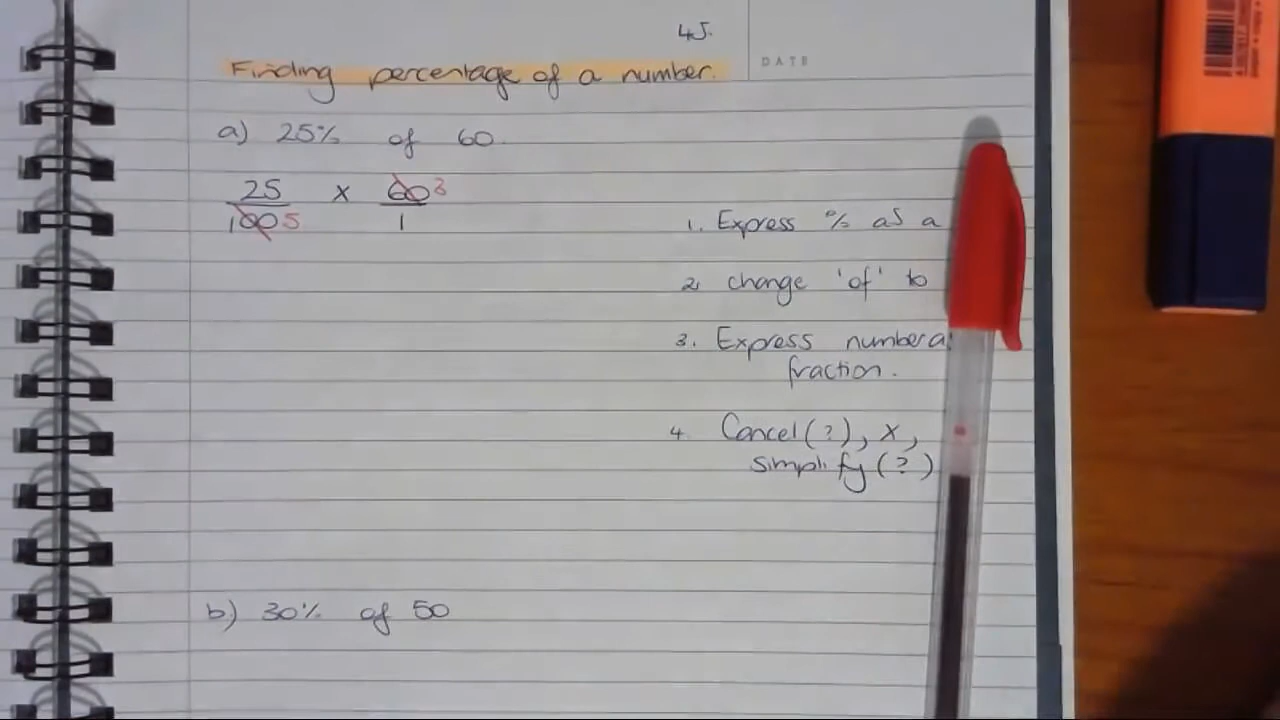 45.
Finding percentage of a number.
DATE
a) 25% of 60
25 x 60 3
100 5 1
1. Express % as a
2. change 'of' to
3. Express number a
fraction.
4. Cancel (?), x,
simplify (?)
b) 30% of 50